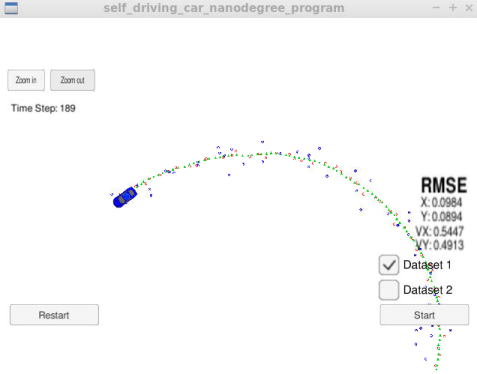 self_driving_car_nanodegree_program
Zoom in
Zoom out
Time Step: 189
RMSE
X: 0.0984
Y: 0.0894
VX: 0.5447
VY: 0.4913
Dataset 1
Dataset 2
Restart
Start